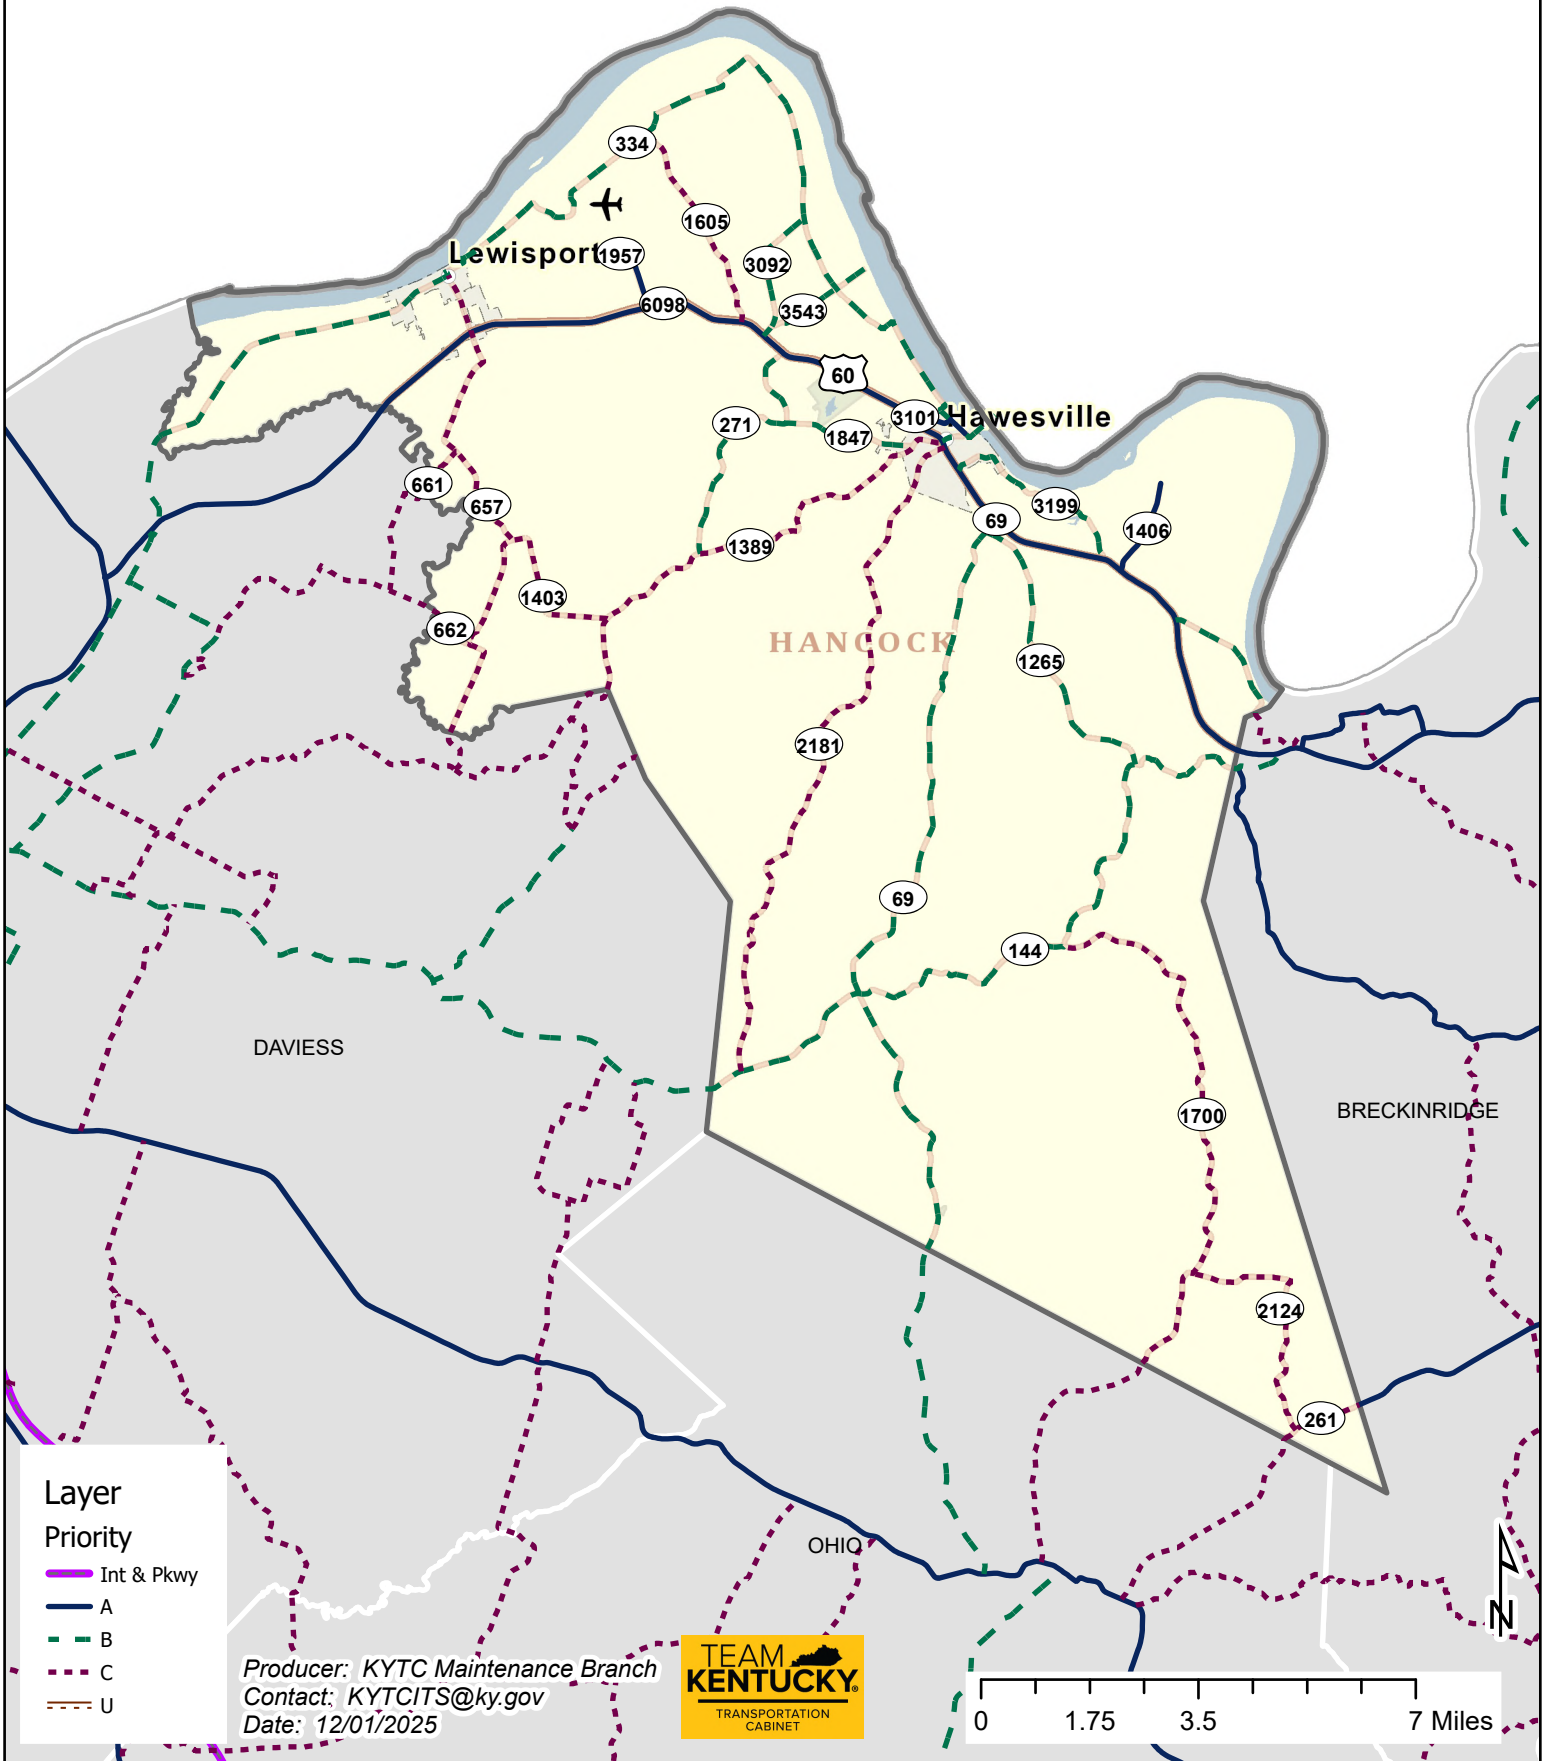 334
1605
Lewisport
1957
3092
6098
3543
60
271
3101
Hawesville
1847
661
657
69
3199
1406
1389
1403
662
HANCOCK
1265
2181
69
144
DAVIESS
1700
BRECKINRIDGE
2124
261
OHIO
Layer
Priority
Int & Pkwy
A
B
C
U
Producer: KYTC Maintenance Branch
Contact: KYTCITS@ky.gov
Date: 12/01/2025
TEAM
KENTUCKY®
TRANSPORTATION
CABINET
N
0 1.75 3.5 7 Miles